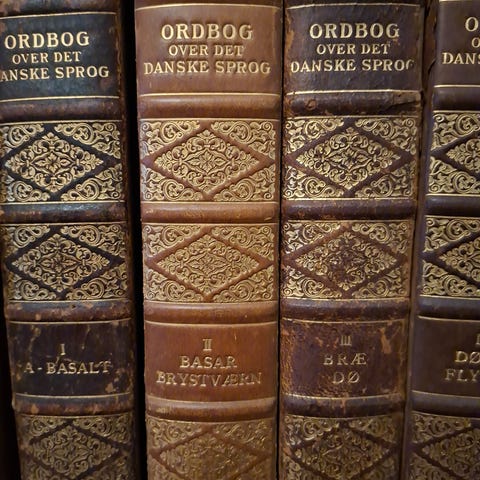 ORDBOG
OVER DET
DANSKE SPROG
I
A-BASALT
ORDBOG
OVER DET
DANSKE SPROG
II
BASAR
BRYSTVÆRN
ORDBOG
OVER DET
DANSKE SPROG
III
BRÆ
DØ